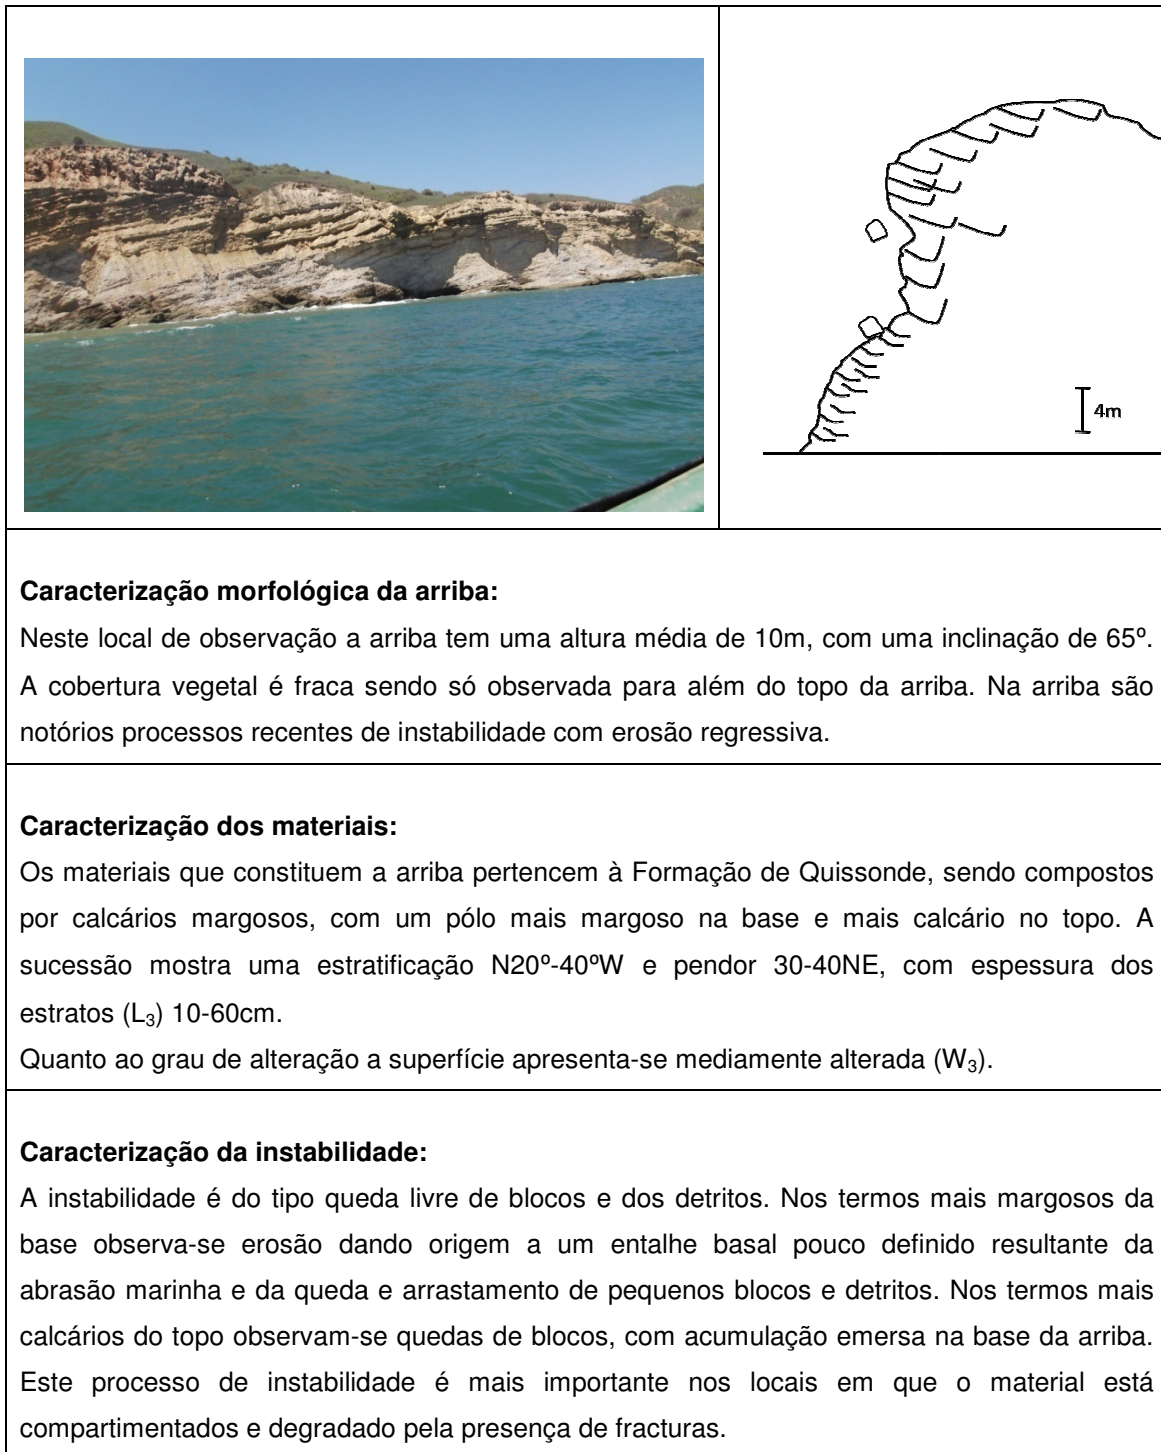 4m
Caracterização morfológica da arriba:
Neste local de observação a arriba tem uma altura média de 10m, com uma inclinação de 65º.
A cobertura vegetal é fraca sendo só observada para além do topo da arriba. Na arriba são
notórios processos recentes de instabilidade com erosão regressiva.
Caracterização dos materiais:
Os materiais que constituem a arriba pertencem à Formação de Quissonde, sendo compostos
por calcários margosos, com um pólo mais margoso na base e mais calcário no topo. A
sucessão mostra uma estratificação N20º-40ºW e pendor 30-40NE, com espessura dos
estratos (L₃) 10-60cm.
Quanto ao grau de alteração a superfície apresenta-se mediamente alterada (W₃).
Caracterização da instabilidade:
A instabilidade é do tipo queda livre de blocos e dos detritos. Nos termos mais margosos da
base observa-se erosão dando origem a um entalhe basal pouco definido resultante da
abrasão marinha e da queda e arrastamento de pequenos blocos e detritos. Nos termos mais
calcários do topo observam-se quedas de blocos, com acumulação emersa na base da arriba.
Este processo de instabilidade é mais importante nos locais em que o material está
compartimentados e degradado pela presença de fracturas.